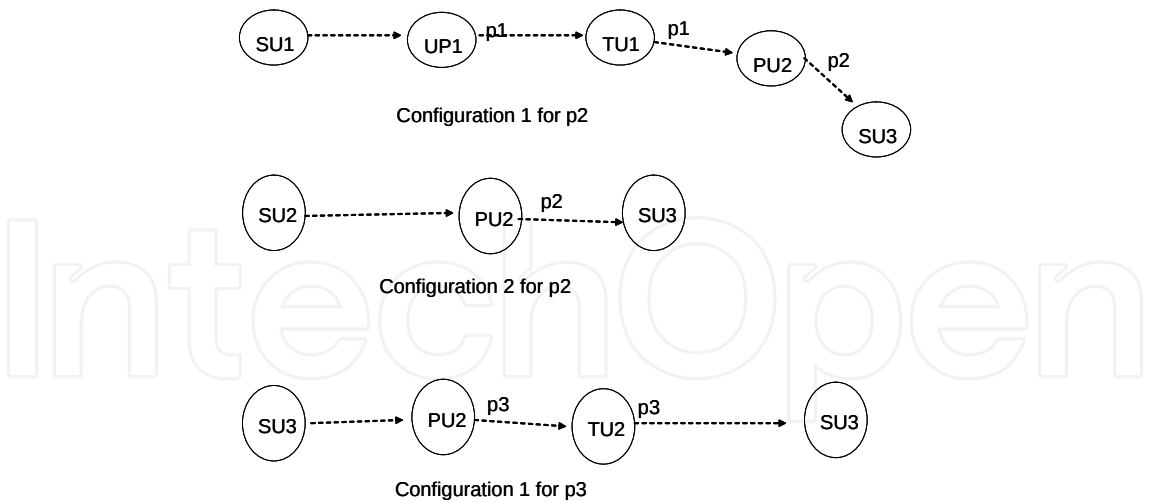 SU1 UP1 p1 TU1 p1 PU2 p2
SU3
Configuration 1 for p2
SU2 PU2 p2 SU3
Configuration 2 for p2
SU3 PU2 p3 TU2 p3 SU3
Configuration 1 for p3
IntechOpen